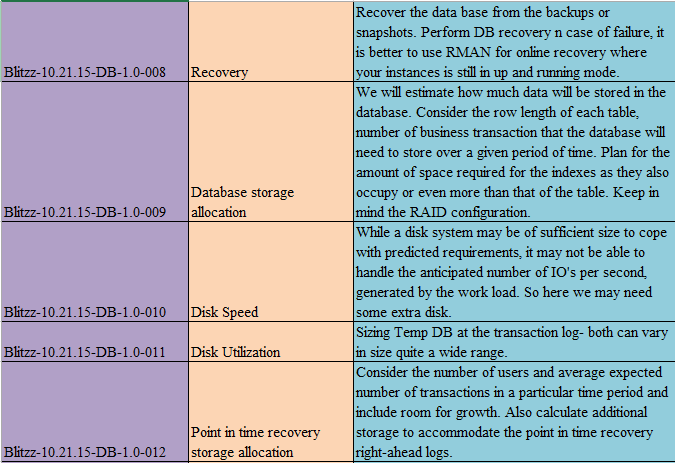 Recover the data base from the backups or
snapshots. Perform DB recovery n case of failure, it
is better to use RMAN for online recovery where
Blitzz-10.21.15-DB-1.0-008 Recovery your instances is still in up and running mode.
We will estimate how much data will be stored in the
database. Consider the row length of each table,
number of business transaction that the database will
need to store over a given period of time. Plan for the
amount of space required for the indexes as they also
Database storage occupy or even more than that of the table. Keep in
Blitzz-10.21.15-DB-1.0-009 allocation mind the RAID configuration.
While a disk system may be of sufficient size to cope
with predicted requirements, it may not be able to
handle the anticipated number of IO's per second,
generated by the work load. So here we may need
Blitzz-10.21.15-DB-1.0-010 Disk Speed some extra disk.
Sizing Temp DB at the transaction log- both can vary
Blitzz-10.21.15-DB-1.0-011 Disk Utilization in size quite a wide range.
Consider the number of users and average expected
number of transactions in a particular time period and
include room for growth. Also calculate additional
Point in time recovery storage to accommodate the point in time recovery
Blitzz-10.21.15-DB-1.0-012 storage allocation right-ahead logs.